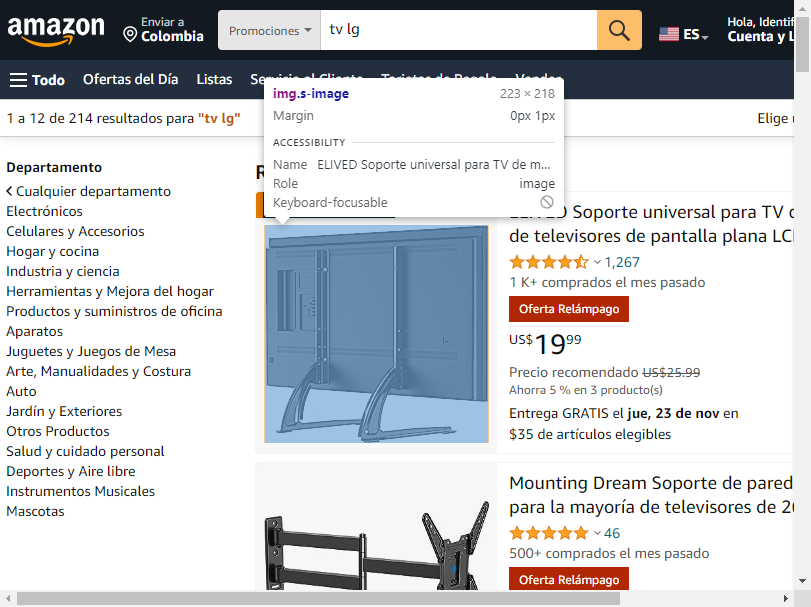 amazon
Enviar a
Colombia
Promociones
tv lg
ES
Hola, Identif
Cuenta y L
Todo
Ofertas del Día
Listas
Servicio al Cliente
Tarjetas de Regalo
Vender
1 a 12 de 214 resultados para "tv lg"
Elige
img.s-image
223 × 218
Margin
0px 1px
ACCESSIBILITY
Name
ELIVED Soporte universal para TV de m...
Role
image
Keyboard-focusable
Departamento
Cualquier departamento
Electrónicos
Celulares y Accesorios
Hogar y cocina
Industria y ciencia
Herramientas y Mejora del hogar
Productos y suministros de oficina
Aparatos
Juguetes y Juegos de Mesa
Arte, Manualidades y Costura
Auto
Jardín y Exteriores
Otros Productos
Salud y cuidado personal
Deportes y Aire libre
Instrumentos Musicales
Mascotas
R
ELIVED Soporte universal para TV
de televisores de pantalla plana LC
1,267
1 K+ comprados el mes pasado
Oferta Relámpago
US$19.99
Precio recomendado US$25.99
Ahorra 5 % en 3 producto(s)
Entrega GRATIS el jue, 23 de nov en
$35 de artículos elegibles
Mounting Dream Soporte de pared
para la mayoría de televisores de 2
46
500+ comprados el mes pasado
Oferta Relámpago